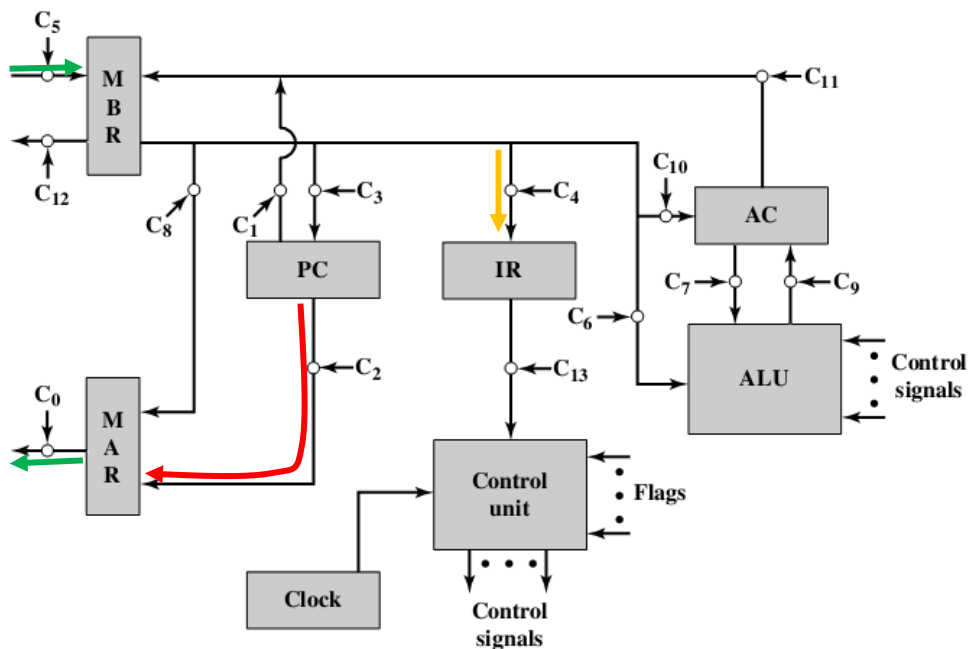 C5
M
B
R
C11
C12
C8
C1
C3
C4
C10
AC
PC
IR
C7
C9
C6
C2
C13
ALU
Control
signals
C0
M
A
R
Control
unit
Flags
Clock
Control
signals